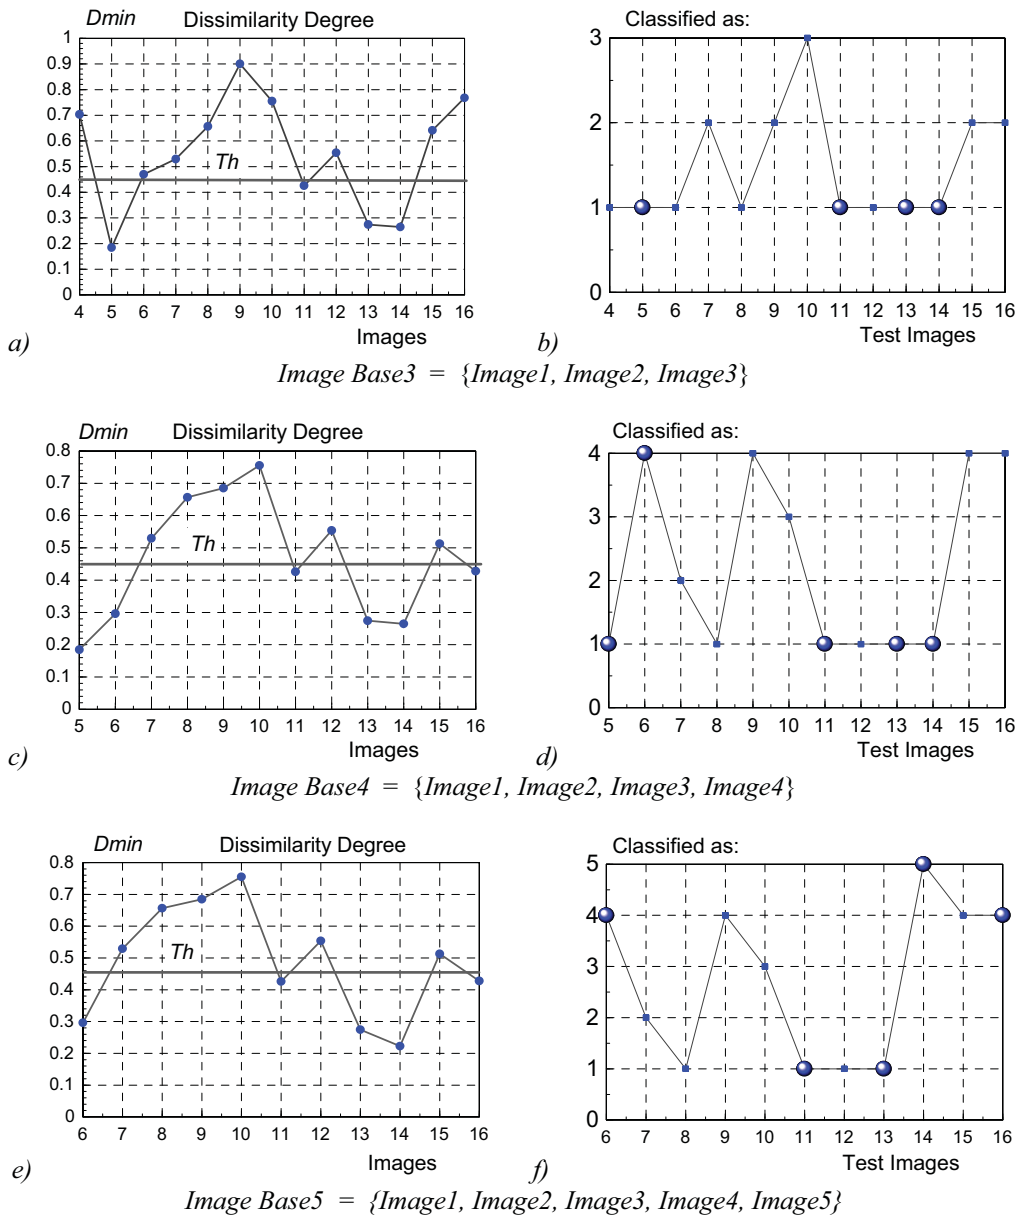 Dmin Dissimilarity Degree
1
0.9
0.8
0.7
0.6
0.5
0.4
0.3
0.2
0.1
0
Th
4 5 6 7 8 9 10 11 12 13 14 15 16
Images
a)
Classified as:
3
2
1
0
4 5 6 7 8 9 10 11 12 13 14 15 16
Test Images
b)
Image Base3 = {Image1, Image2, Image3}
Dmin Dissimilarity Degree
0.8
0.7
0.6
0.5
0.4
0.3
0.2
0.1
0
Th
5 6 7 8 9 10 11 12 13 14 15 16
Images
c)
Classified as:
4
3
2
1
0
5 6 7 8 9 10 11 12 13 14 15 16
Test Images
d)
Image Base4 = {Image1, Image2, Image3, Image4}
Dmin Dissimilarity Degree
0.8
0.7
0.6
0.5
0.4
0.3
0.2
0.1
0
Th
6 7 8 9 10 11 12 13 14 15 16
Images
e)
Classified as:
5
4
3
2
1
0
6 7 8 9 10 11 12 13 14 15 16
Test Images
f)
Image Base5 = {Image1, Image2, Image3, Image4, Image5}